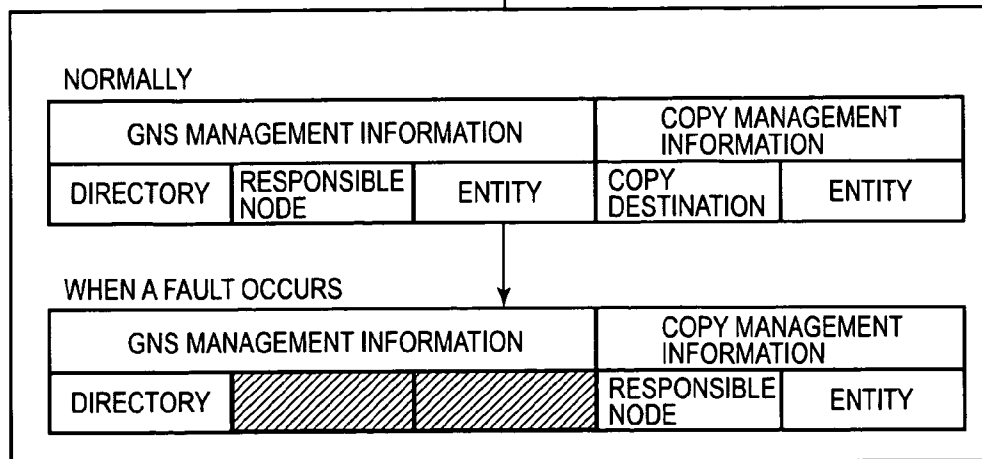 NORMALLY
GNS MANAGEMENT INFORMATION
COPY MANAGEMENT
INFORMATION
DIRECTORY
RESPONSIBLE
NODE
ENTITY
COPY
DESTINATION
ENTITY
WHEN A FAULT OCCURS
GNS MANAGEMENT INFORMATION
COPY MANAGEMENT
INFORMATION
DIRECTORY
RESPONSIBLE
NODE
ENTITY